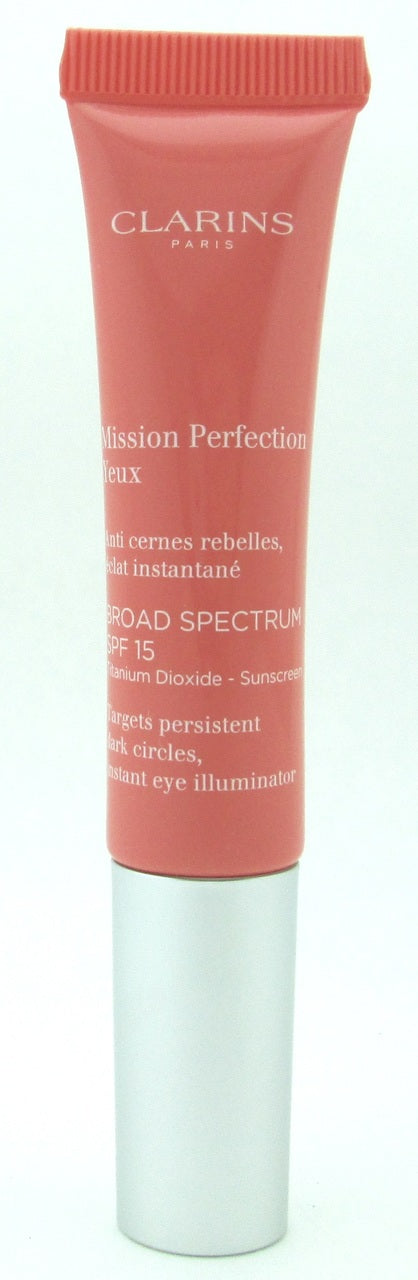 CLARINS
PARIS
Mission Perfection
Yeux
Anti cernes rebelles,
éclat instantané
BROAD SPECTRUM
SPF 15
Titanium Dioxide - Sunscreen
Targets persistent
dark circles,
instant eye illuminator